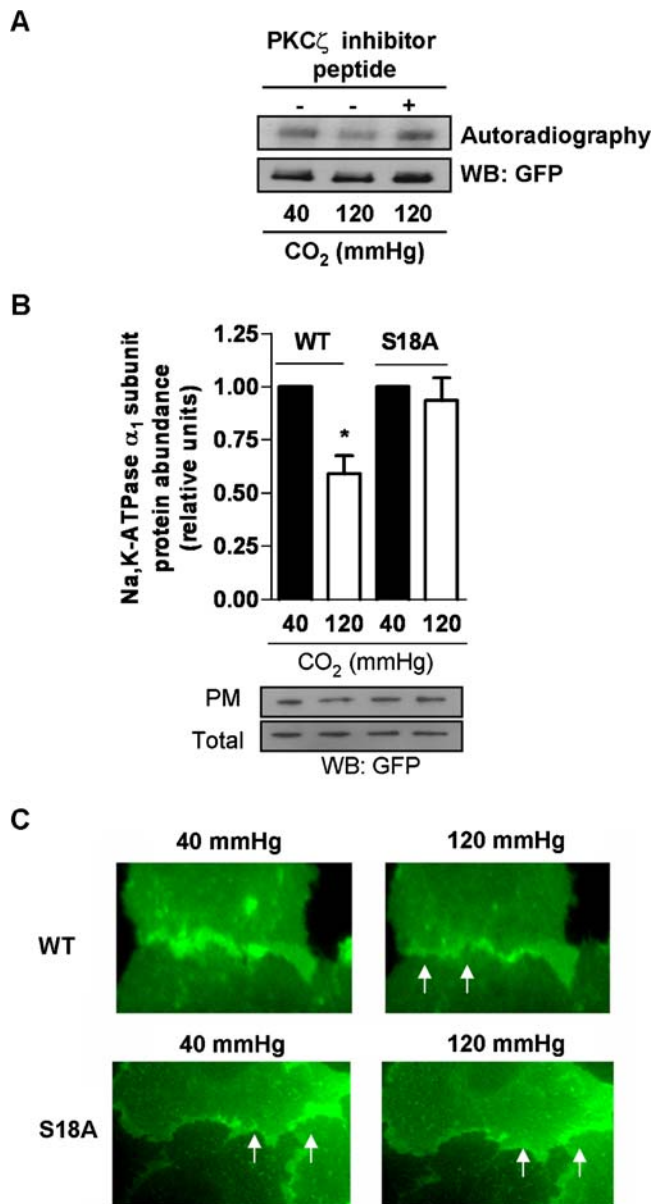 A
PKCζ inhibitor
peptide
- - +
Autoradiography
WB: GFP
40 120 120
CO₂ (mmHg)
B
Na,K-ATPase α₁ subunit
protein abundance
(relative units)
1.25
1.00
0.75
0.50
0.25
0.00
WT S18A
*
40 120 40 120
CO₂ (mmHg)
PM
Total
WB: GFP
C
40 mmHg 120 mmHg
WT
40 mmHg 120 mmHg
S18A